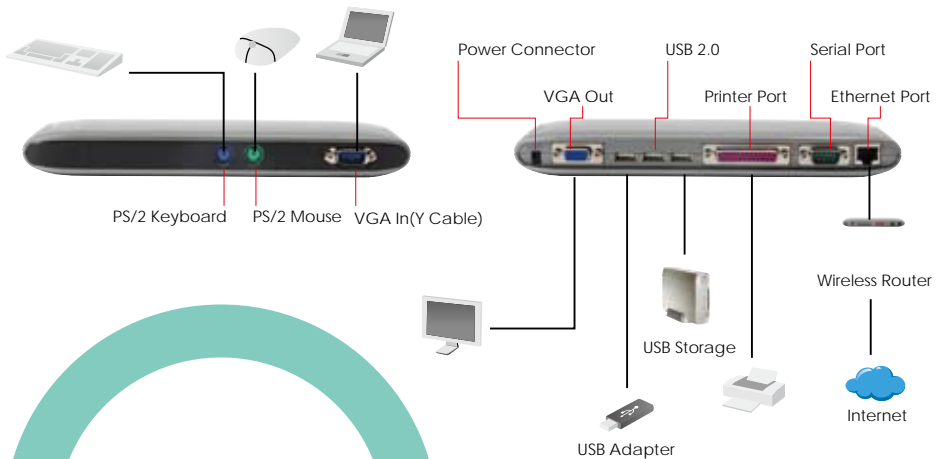 Power Connector
USB 2.0
Serial Port
VGA Out
Printer Port
Ethernet Port
PS/2 Keyboard
PS/2 Mouse
VGA In(Y Cable)
Wireless Router
USB Storage
Internet
USB Adapter